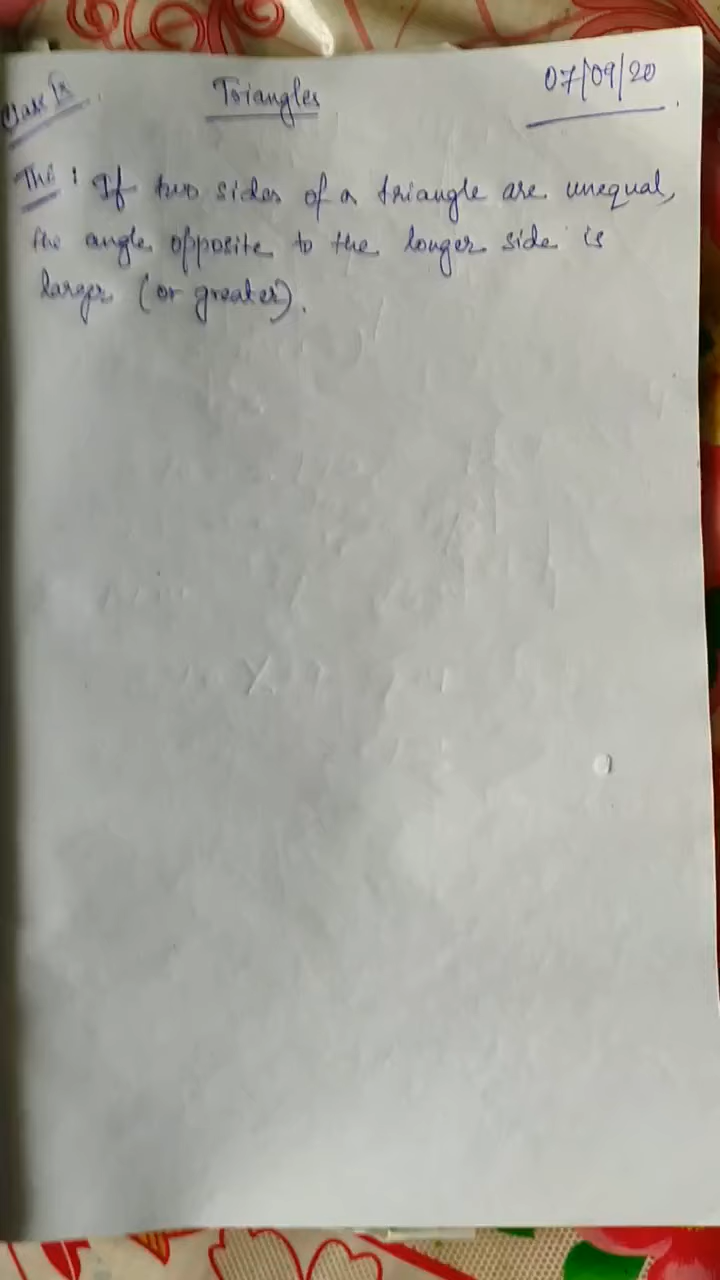 Class IX
Triangles
07/09/20
Th: If two sides of a triangle are unequal,
the angle opposite to the longer side is
larger (or greater).